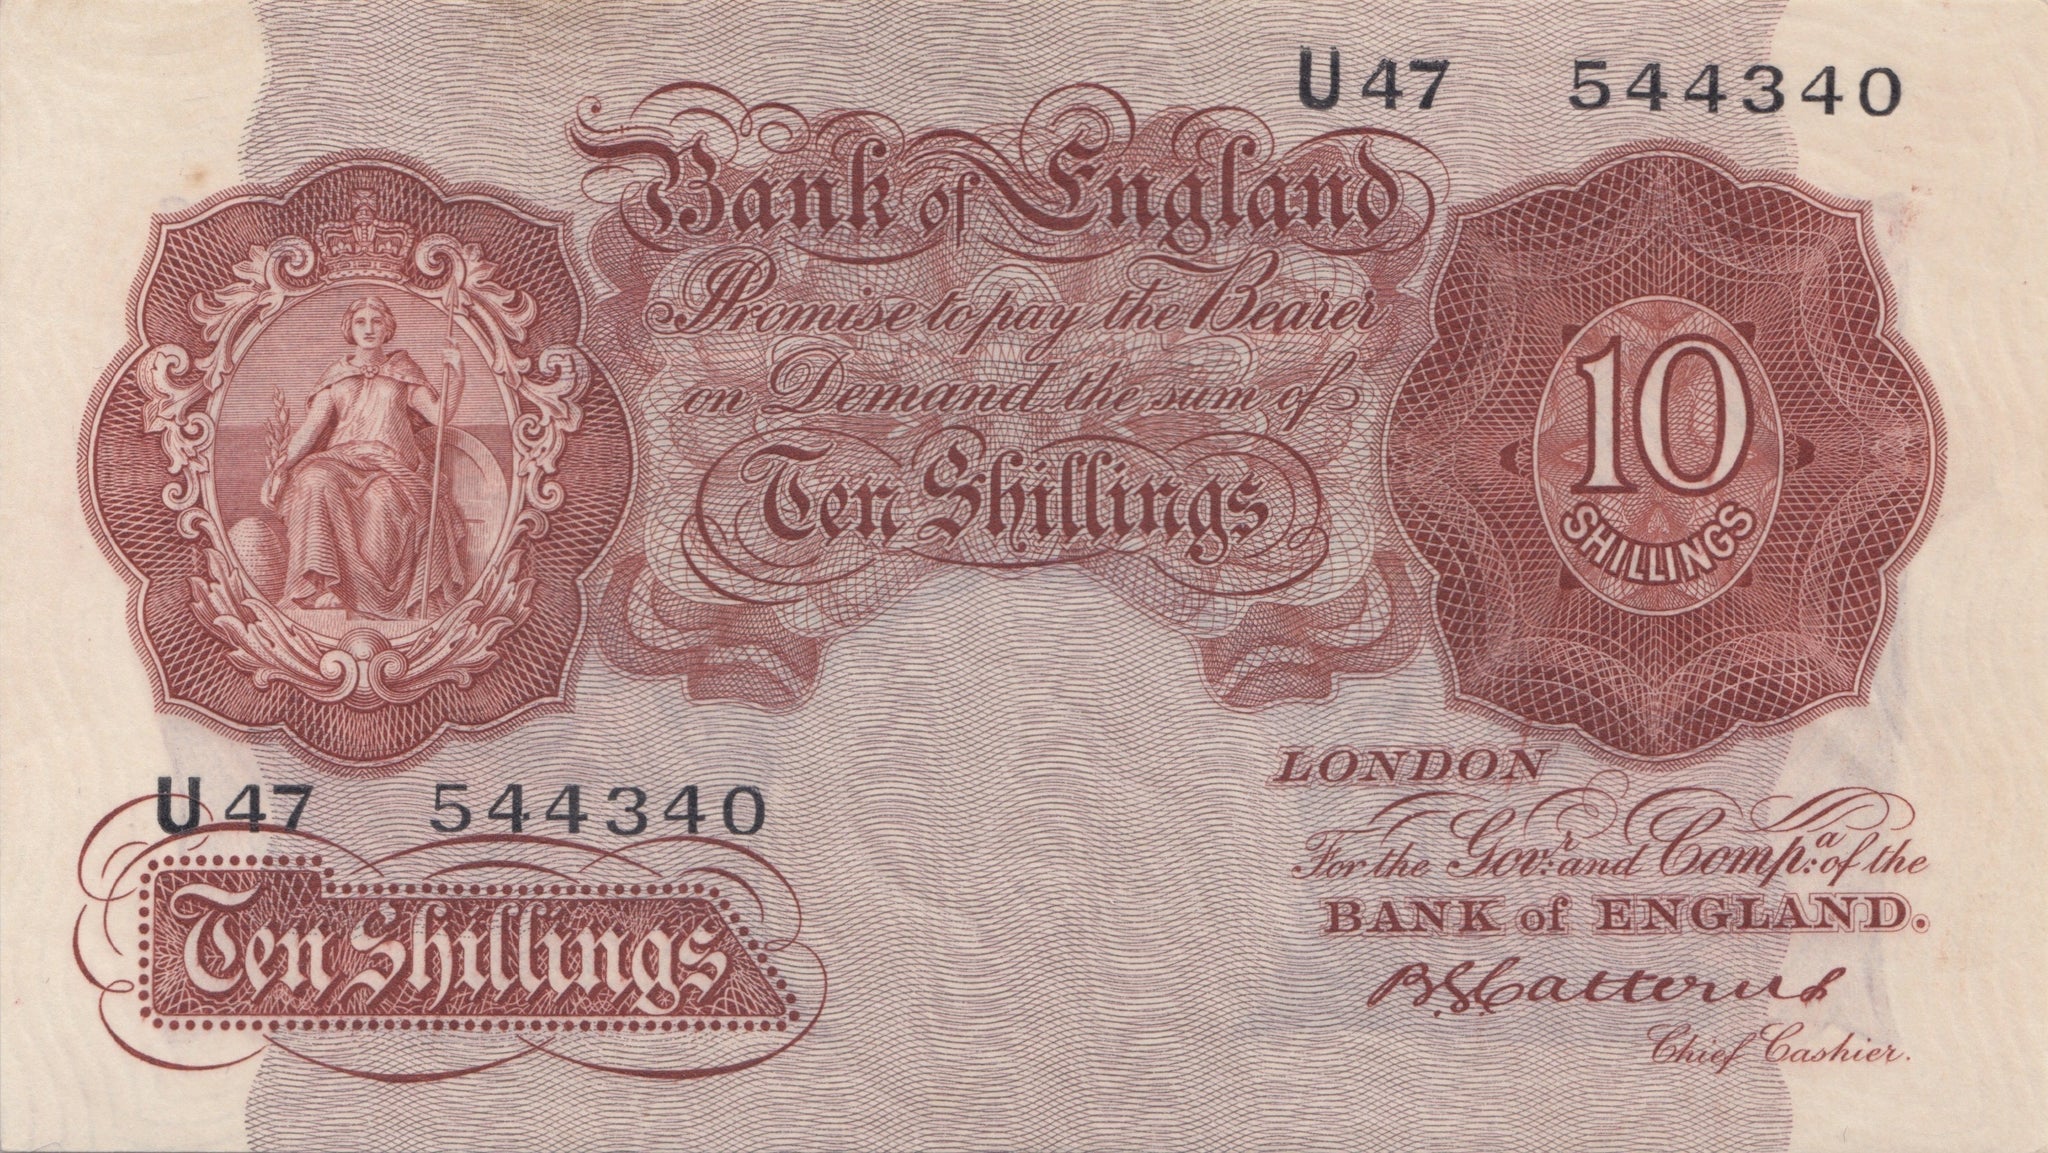 U47 544340
Bank of England
Promise to pay the Bearer
on Demand the sum of
Ten Shillings
10
SHILLINGS
U47 544340
Ten Shillings
LONDON
For the Govr. and Compa. of the
BANK of ENGLAND.
B.G. Catterns
Chief Cashier.